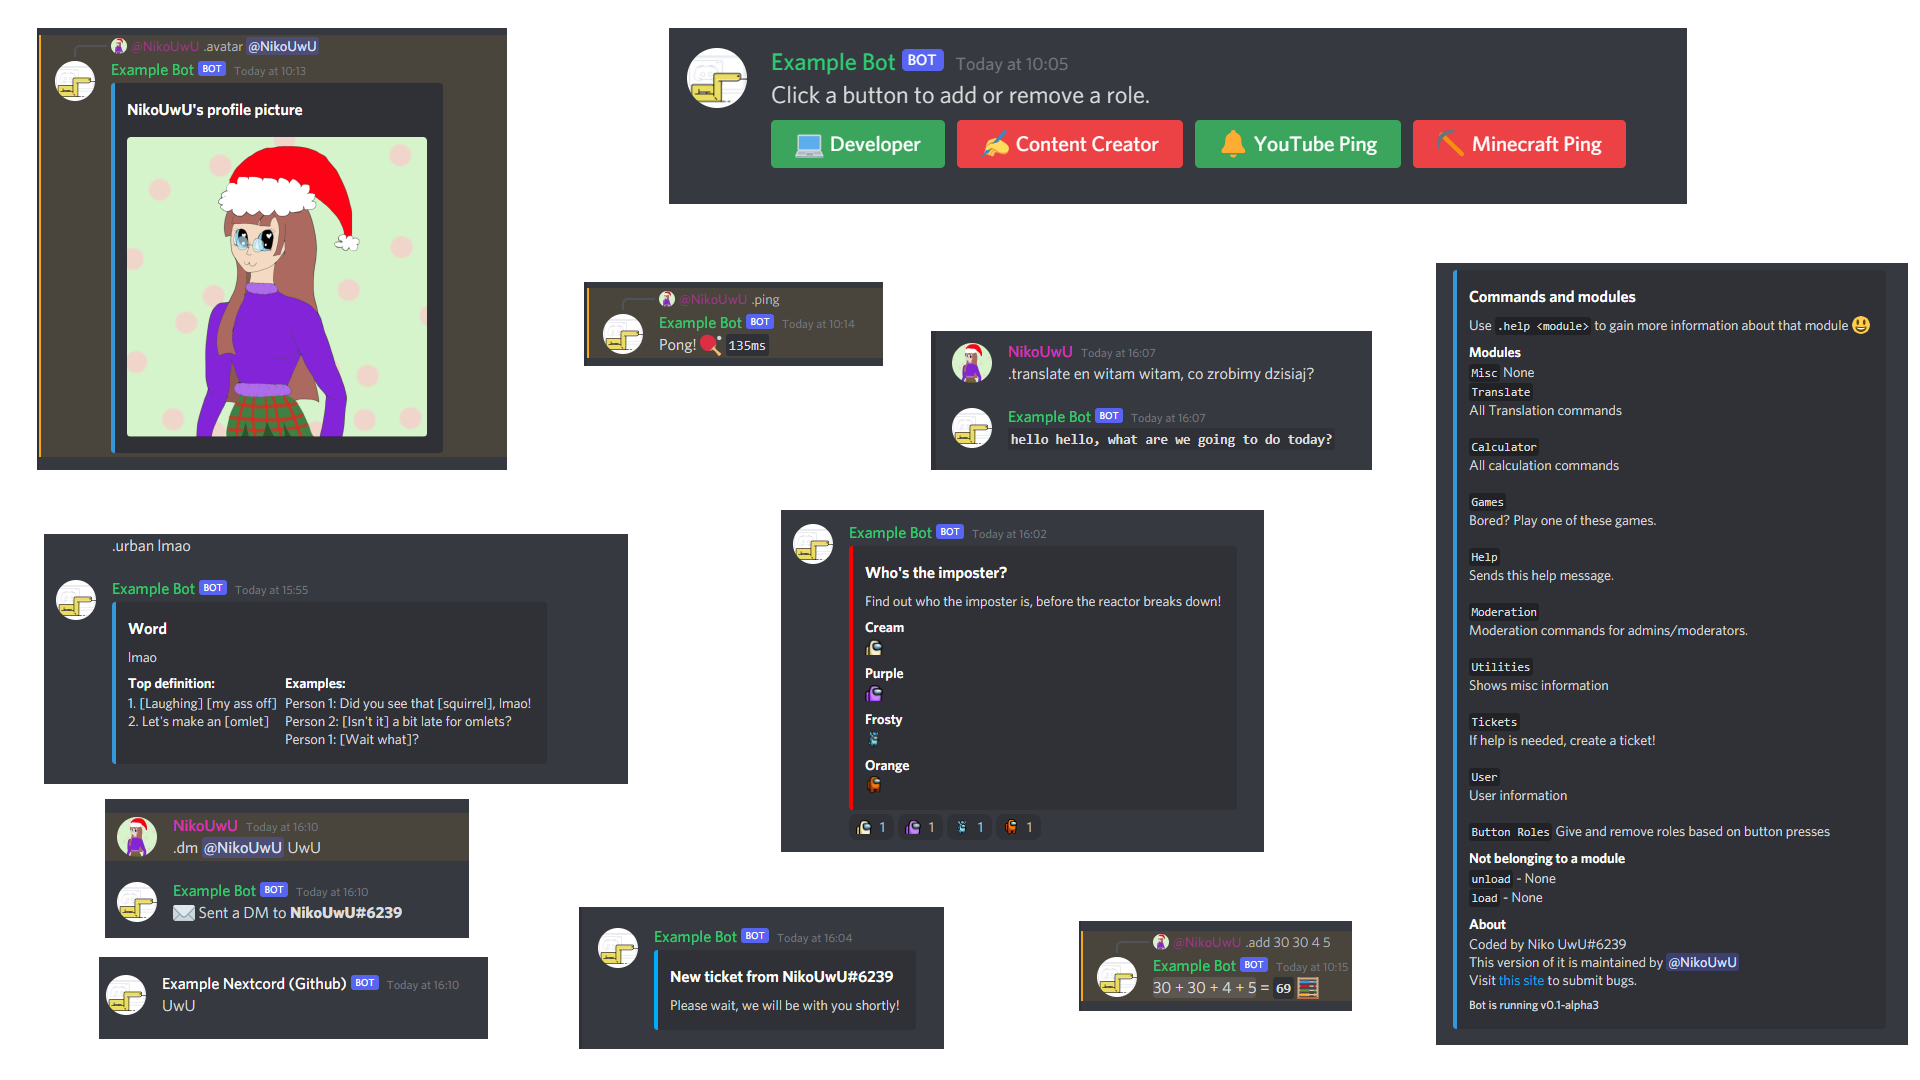 @NikoUwU .avatar @NikoUwU
Example Bot BOT Today at 10:13
NikoUwU's profile picture
Example Bot BOT Today at 10:05
Click a button to add or remove a role.
Developer Content Creator YouTube Ping Minecraft Ping
@NikoUwU .ping
Example Bot BOT Today at 10:14
Pong! 135ms
NikoUwU Today at 16:07
.translate en witam witam, co zrobimy dzisiaj?
Example Bot BOT Today at 16:07
hello hello, what are we going to do today?
Commands and modules
Use .help <module> to gain more information about that module
Modules
Misc None
Translate
All Translation commands
Calculator
All calculation commands
Games
Bored? Play one of these games.
Help
Sends this help message.
Moderation
Moderation commands for admins/moderators.
Utilities
Shows misc information
Tickets
If help is needed, create a ticket!
User
User information
Button Roles Give and remove roles based on button presses
Not belonging to a module
unload - None
load - None
About
Coded by Niko UwU#6239
This version of it is maintained by @NikoUwU
Visit this site to submit bugs.
Bot is running v0.1-alpha3
.urban lmao
Example Bot BOT Today at 15:55
Word
lmao
Top definition: Examples:
1. [Laughing] [my ass off] Person 1: Did you see that [squirrel], lmao!
2. Let's make an [omlet] Person 2: [Isn't it] a bit late for omlets?
Person 1: [Wait what]?
Example Bot BOT Today at 16:02
Who's the imposter?
Find out who the imposter is, before the reactor breaks down!
Cream
Purple
Frosty
Orange
1 1 1 1
NikoUwU Today at 16:10
.dm @NikoUwU UwU
Example Bot BOT Today at 16:10
Sent a DM to NikoUwU#6239
Example Nextcord (Github) BOT Today at 16:10
UwU
Example Bot BOT Today at 16:04
New ticket from NikoUwU#6239
Please wait, we will be with you shortly!
@NikoUwU .add 30 30 4 5
Example Bot BOT Today at 10:15
30 + 30 + 4 + 5 = 69